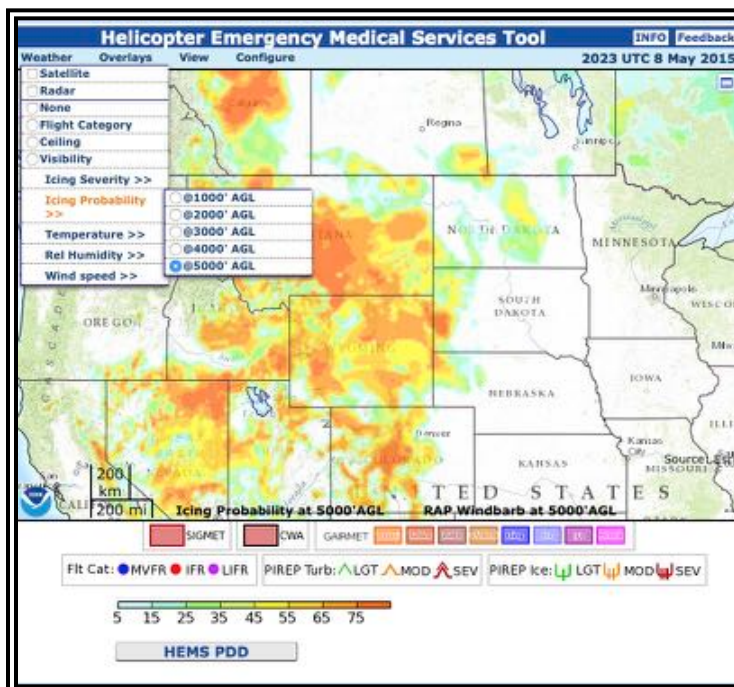 Helicopter Emergency Medical Services Tool INFO Feedback
Weather Overlays View Configure 2023 UTC 8 May 2015
Satellite
Radar
None
Flight Category
Ceiling
Visibility
Icing Severity >>
Icing Probability
>>
Temperature >>
Rel Humidity >>
Wind speed >>
@1000' AGL
@2000' AGL
@3000' AGL
@4000' AGL
@5000' AGL
Regina
NORTH DAKOTA
MINNESOTA
Mississippi
SOUTH
DAKOTA
OREGON
CASCADE
NEBRASKA
IOWA
Denver
KANSAS
Kansas
City
MISSOURI
UNITED STATES
200
km
200 mi
Icing Probability at 5000'AGL RAP Windbarb at 5000'AGL
SIGMET CWA GAIRMET
Flt Cat: MVFR IFR LIFR PIREP Turb: LGT MOD SEV PIREP Ice: LGT MOD SEV
5 15 25 35 45 55 65 75
HEMS PDD